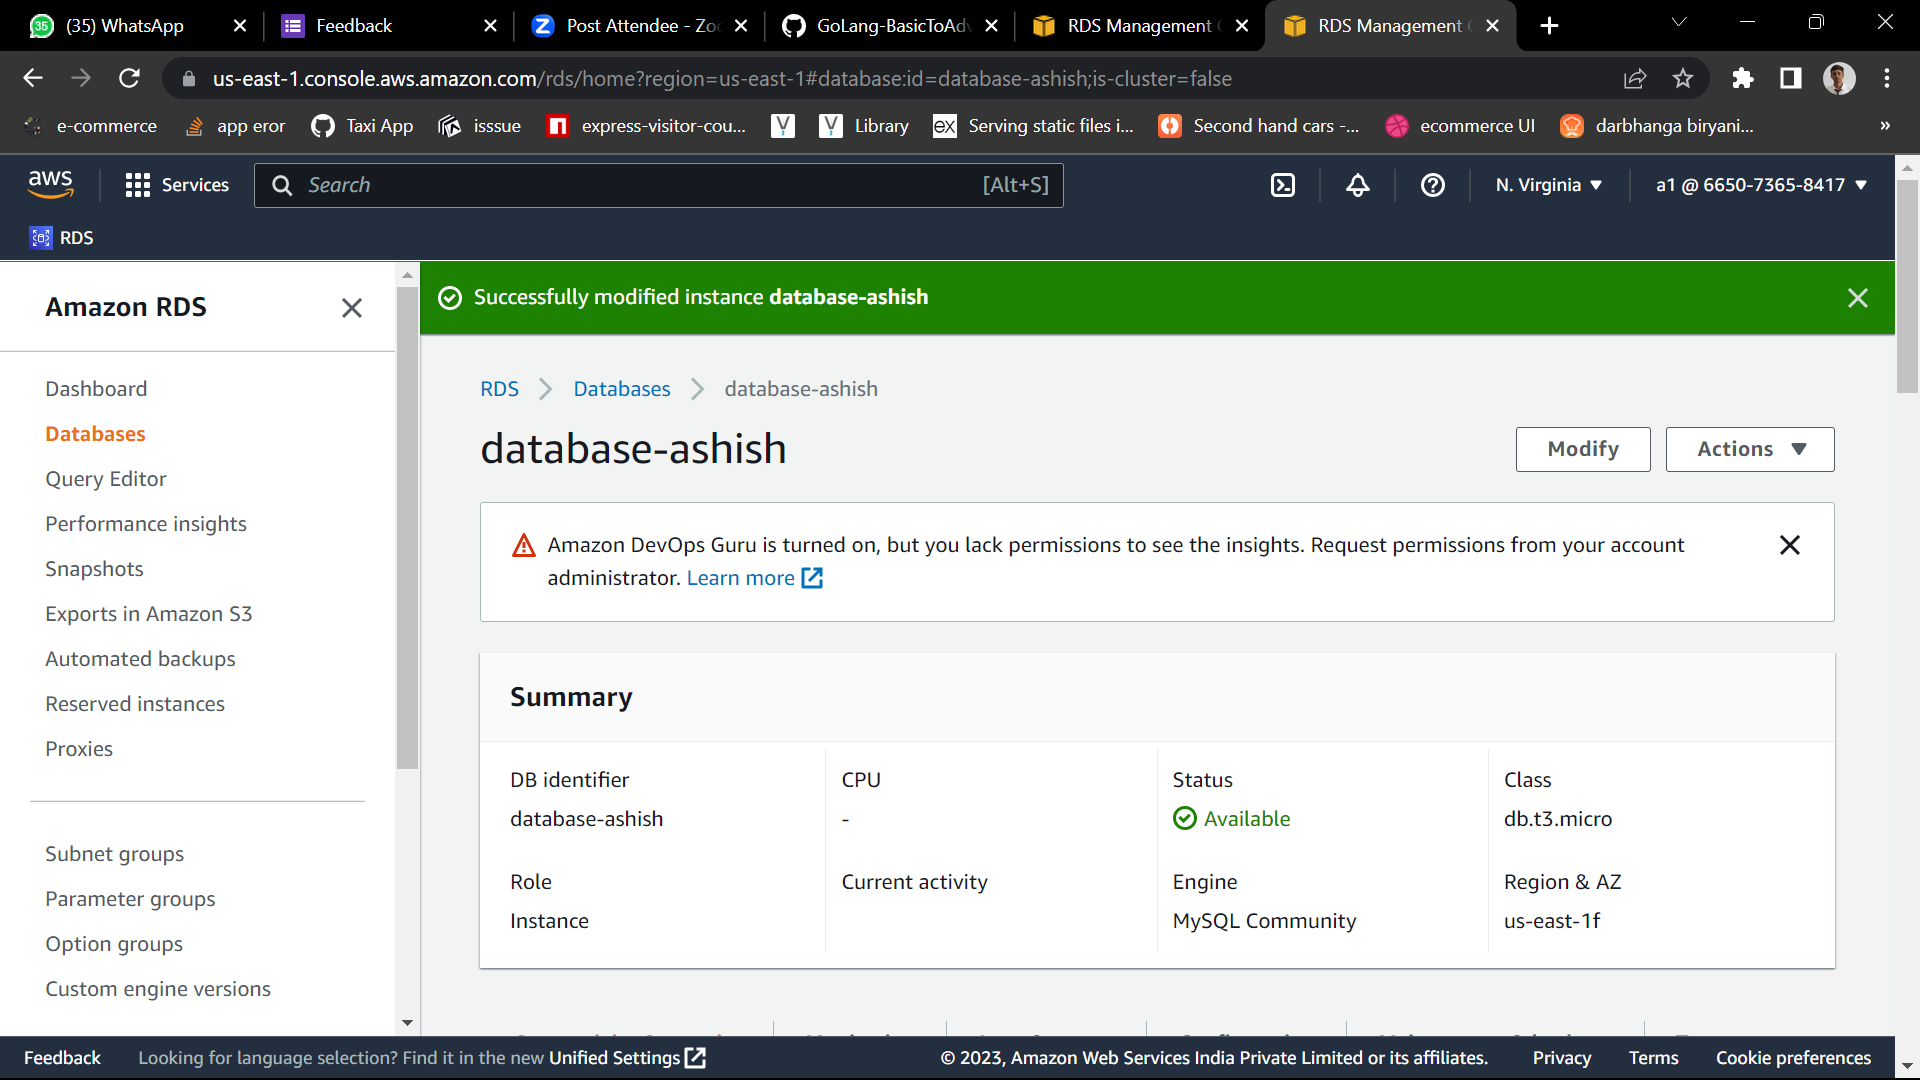 (35) WhatsApp
Feedback
Post Attendee - Zo
GoLang-BasicToAdv
RDS Management
RDS Management
us-east-1.console.aws.amazon.com/rds/home?region=us-east-1#database:id=database-ashish;is-cluster=false
e-commerce
app eror
Taxi App
isssue
express-visitor-cou...
Library
Serving static files i...
Second hand cars -...
ecommerce UI
darbhanga biryani...
»
aws
Services
Search
[Alt+S]
N. Virginia
a1 @ 6650-7365-8417
RDS
Amazon RDS
Dashboard
Databases
Query Editor
Performance insights
Snapshots
Exports in Amazon S3
Automated backups
Reserved instances
Proxies
Subnet groups
Parameter groups
Option groups
Custom engine versions
Successfully modified instance database-ashish
RDS
Databases
database-ashish
database-ashish
Modify
Actions
Amazon DevOps Guru is turned on, but you lack permissions to see the insights. Request permissions from your account
administrator. Learn more
Summary
DB identifier
database-ashish
CPU
-
Status
Available
Class
db.t3.micro
Role
Instance
Current activity
Engine
MySQL Community
Region & AZ
us-east-1f
Feedback
Looking for language selection? Find it in the new Unified Settings
© 2023, Amazon Web Services India Private Limited or its affiliates.
Privacy
Terms
Cookie preferences